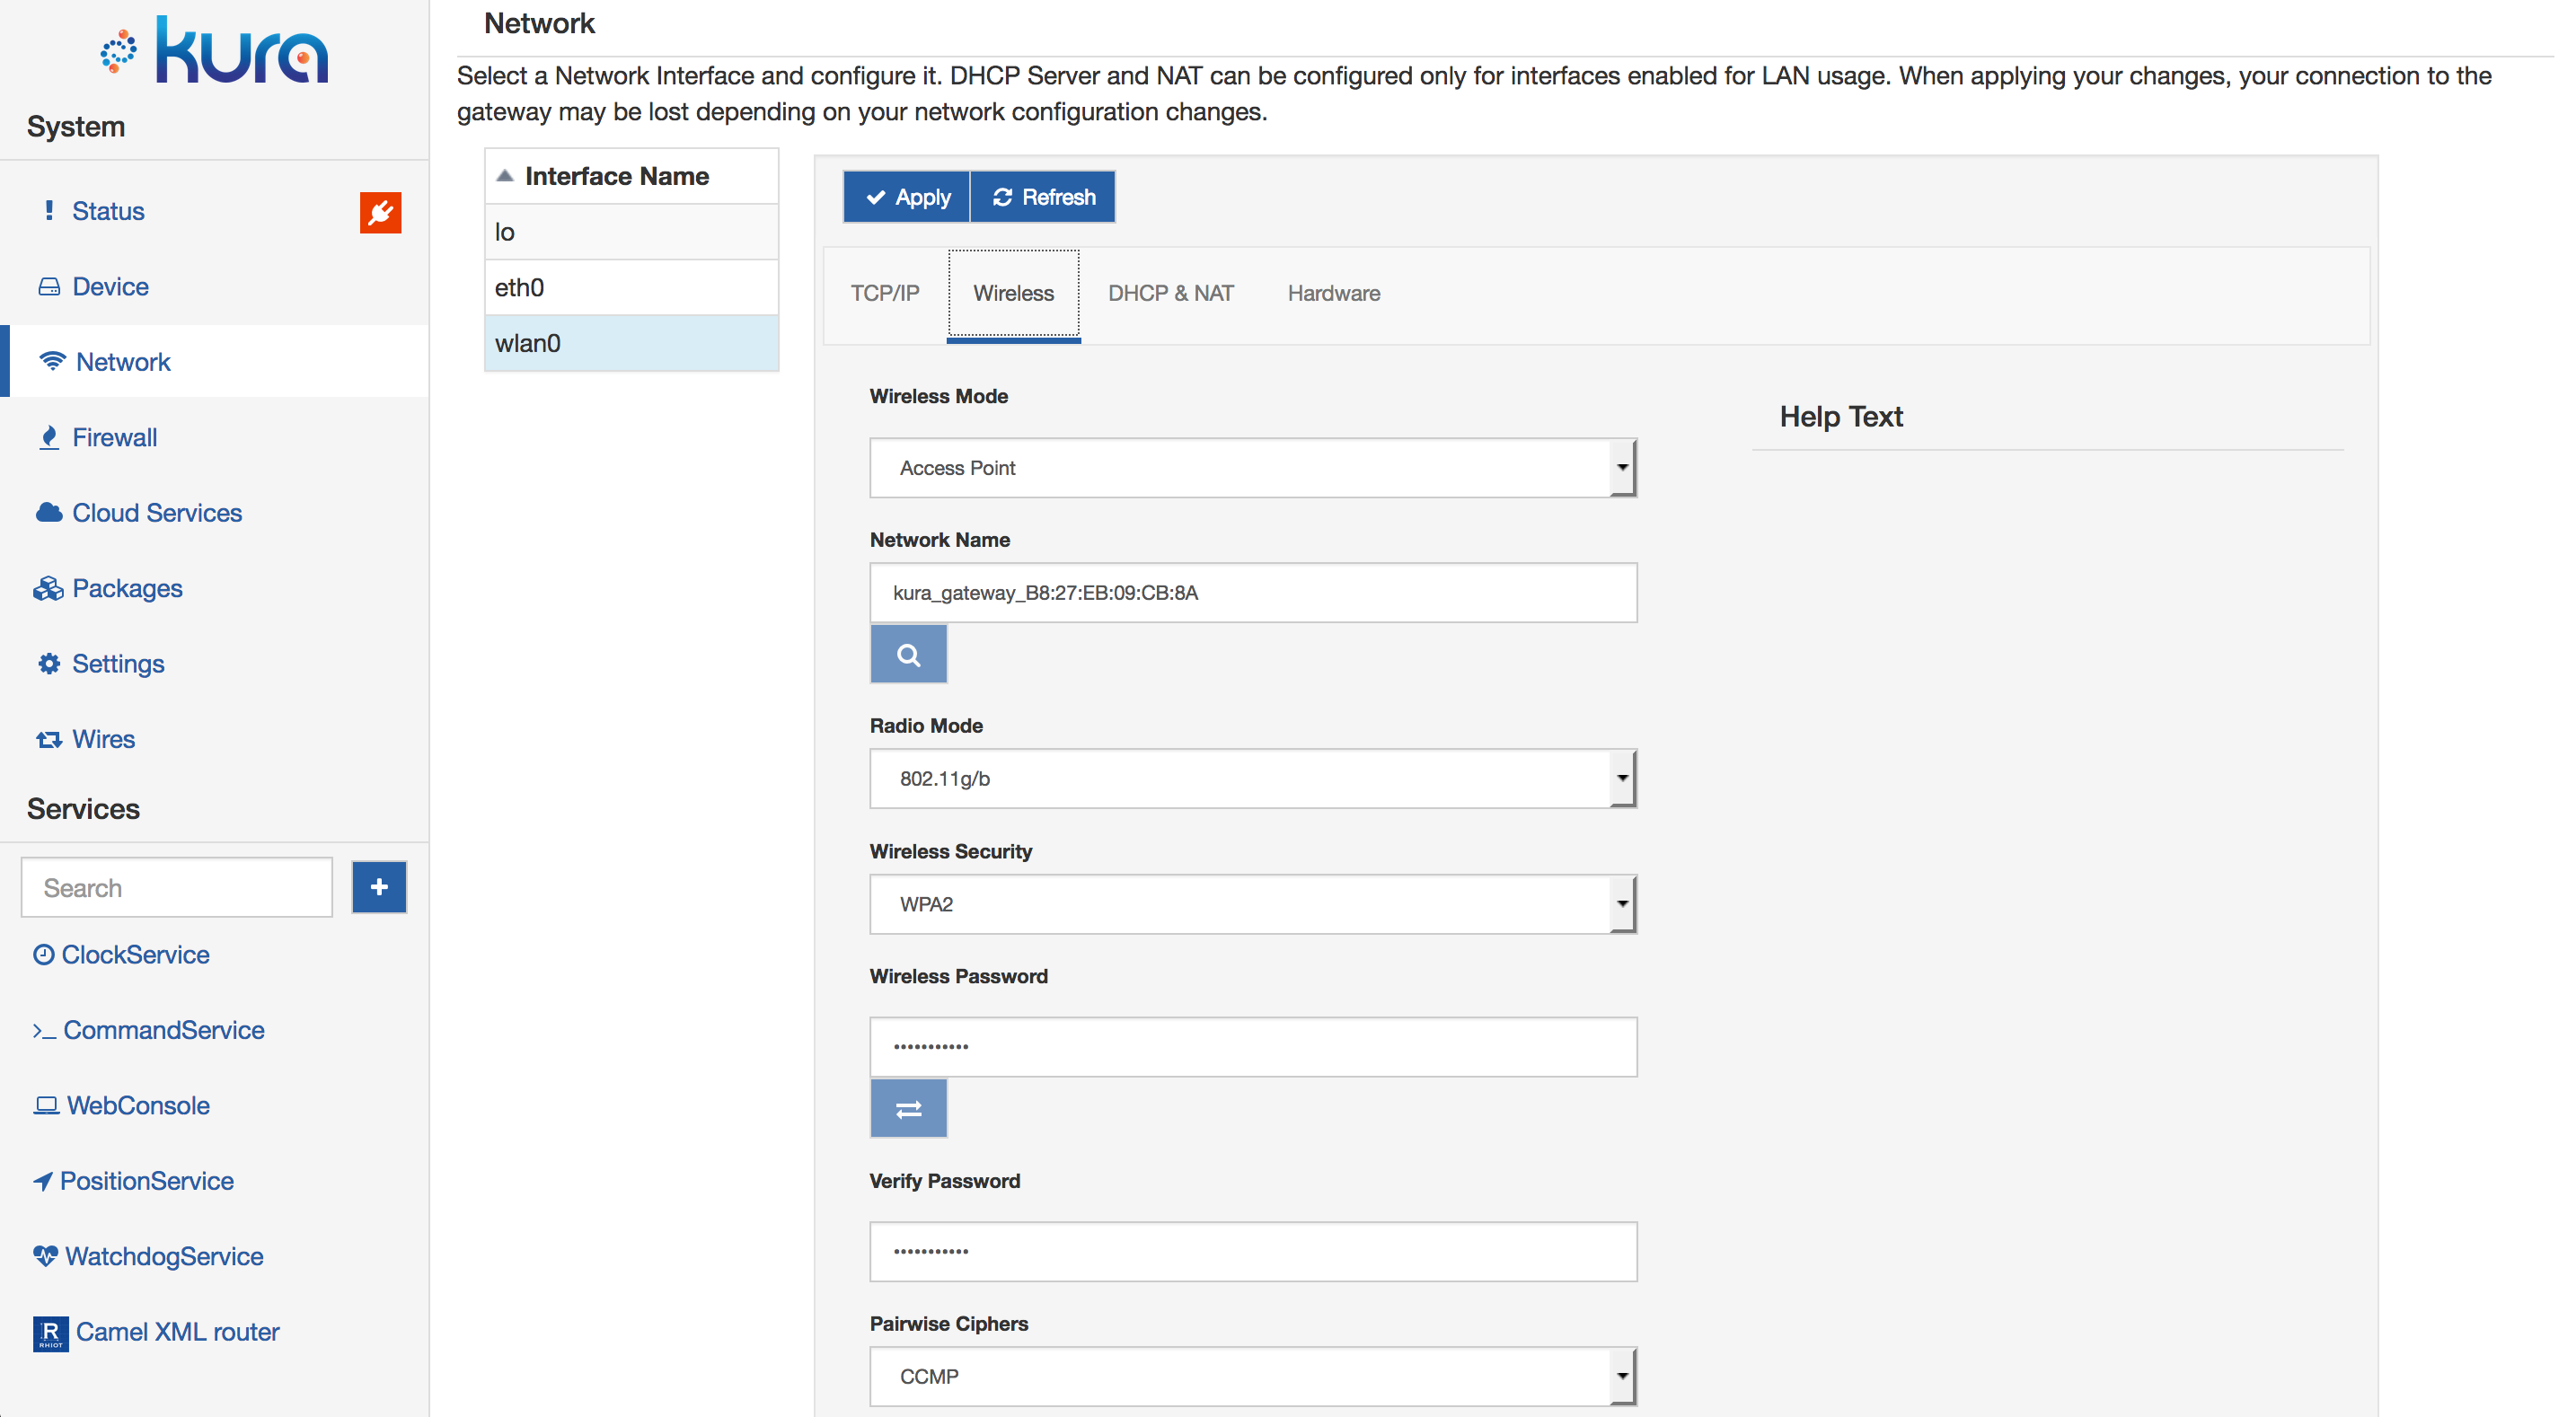 kura
System
Status
Device
Network
Firewall
Cloud Services
Packages
Settings
Wires
Services
Search
ClockService
CommandService
WebConsole
PositionService
WatchdogService
R
RHIOT
Camel XML router
Network
Select a Network Interface and configure it. DHCP Server and NAT can be configured only for interfaces enabled for LAN usage. When applying your changes, your connection to the
gateway may be lost depending on your network configuration changes.
Interface Name
lo
eth0
wlan0
Apply Refresh
TCP/IP Wireless DHCP & NAT Hardware
Wireless Mode
Access Point
Network Name
kura_gateway_B8:27:EB:09:CB:8A
Radio Mode
802.11g/b
Wireless Security
WPA2
Wireless Password
•••••••••••
Verify Password
•••••••••••
Pairwise Ciphers
CCMP
Help Text